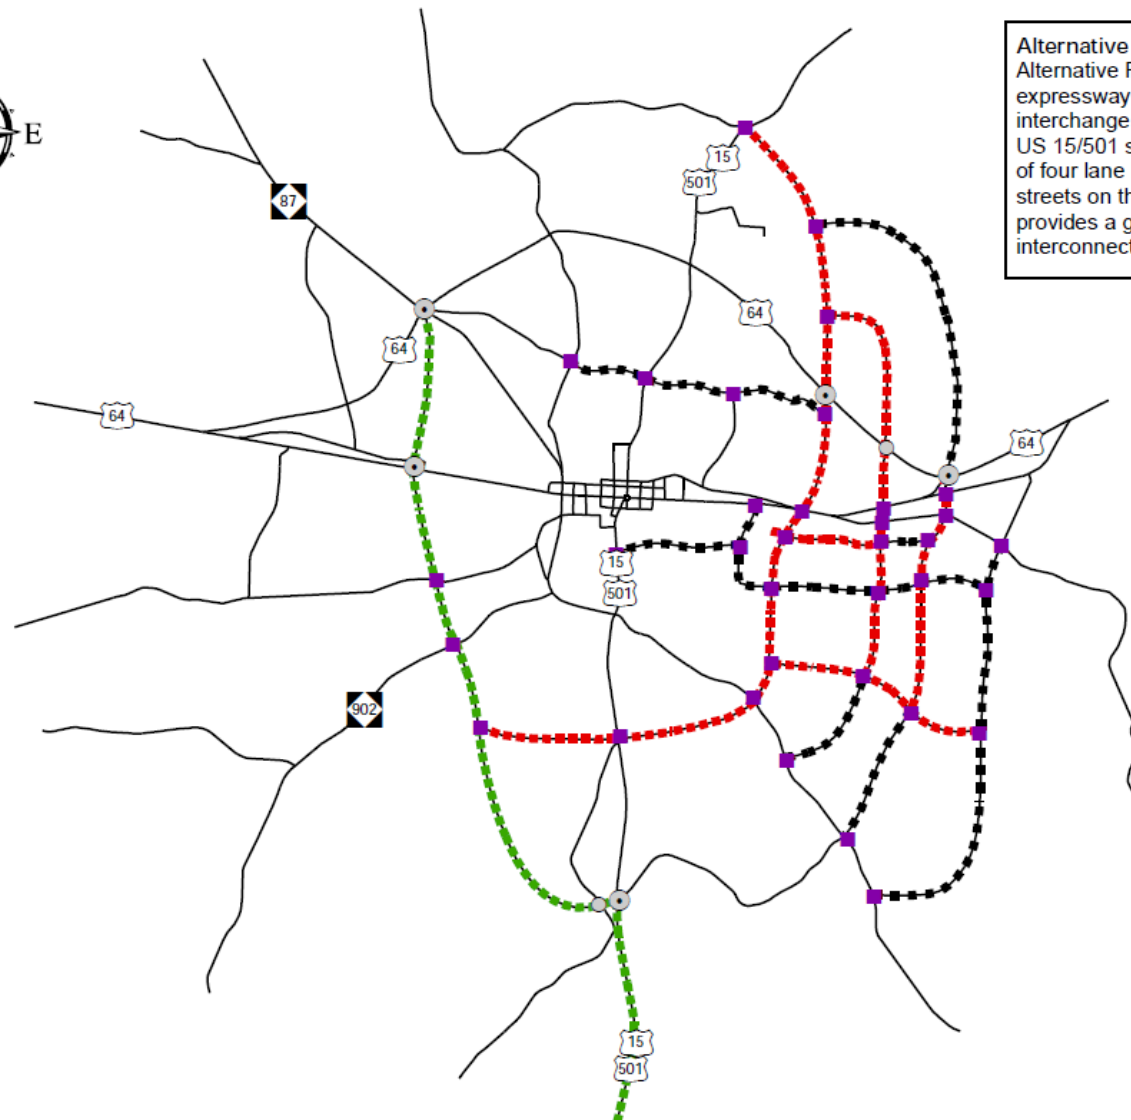 E
Alternative
Alternative
expressway
interchange
US 15/501 s
of four lane
streets on th
provides a g
interconnect
15
501
87
64
64
64
64
15
501
902
15
501